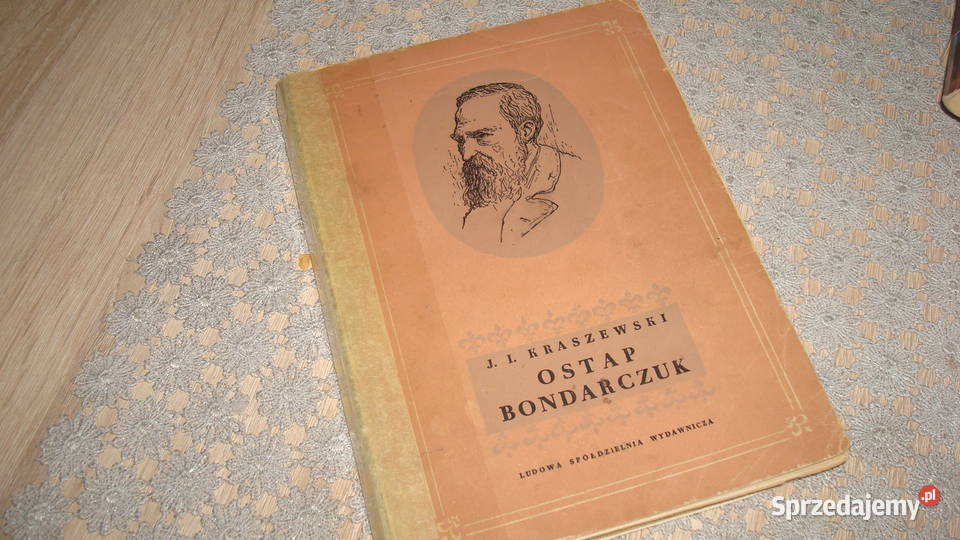 J. I. KRASZEWSKI
OSTAP
BONDARCZUK
LUDOWA SPÓŁDZIELNIA WYDAWNICZA
Sprzedajemy.pl